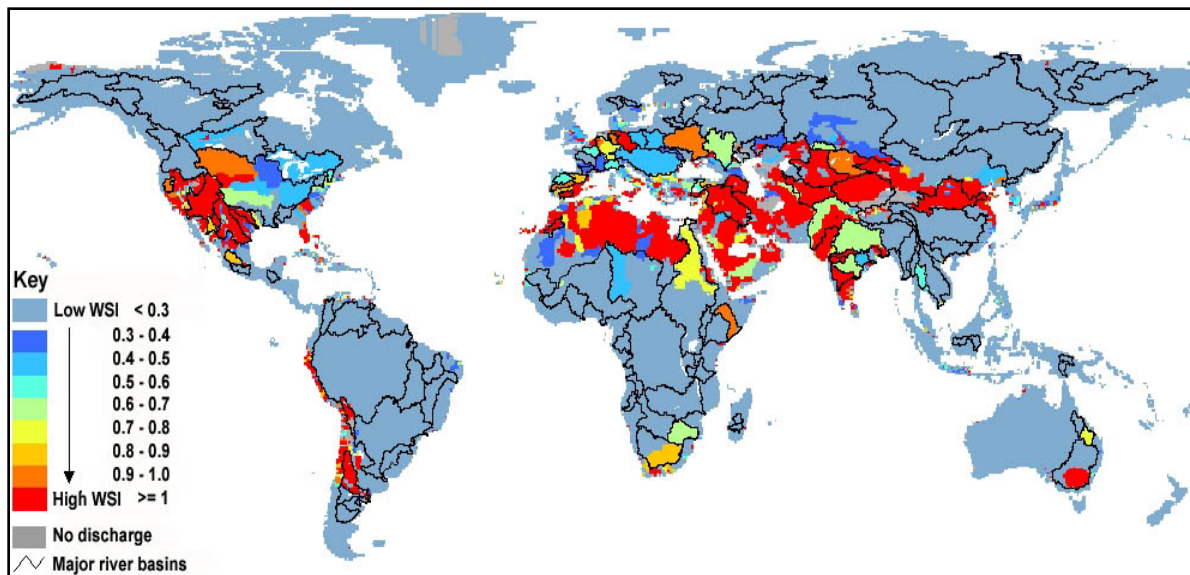 Key
Low WSI < 0.3
0.3 - 0.4
0.4 - 0.5
0.5 - 0.6
0.6 - 0.7
0.7 - 0.8
0.8 - 0.9
0.9 - 1.0
High WSI >= 1
No discharge
Major river basins